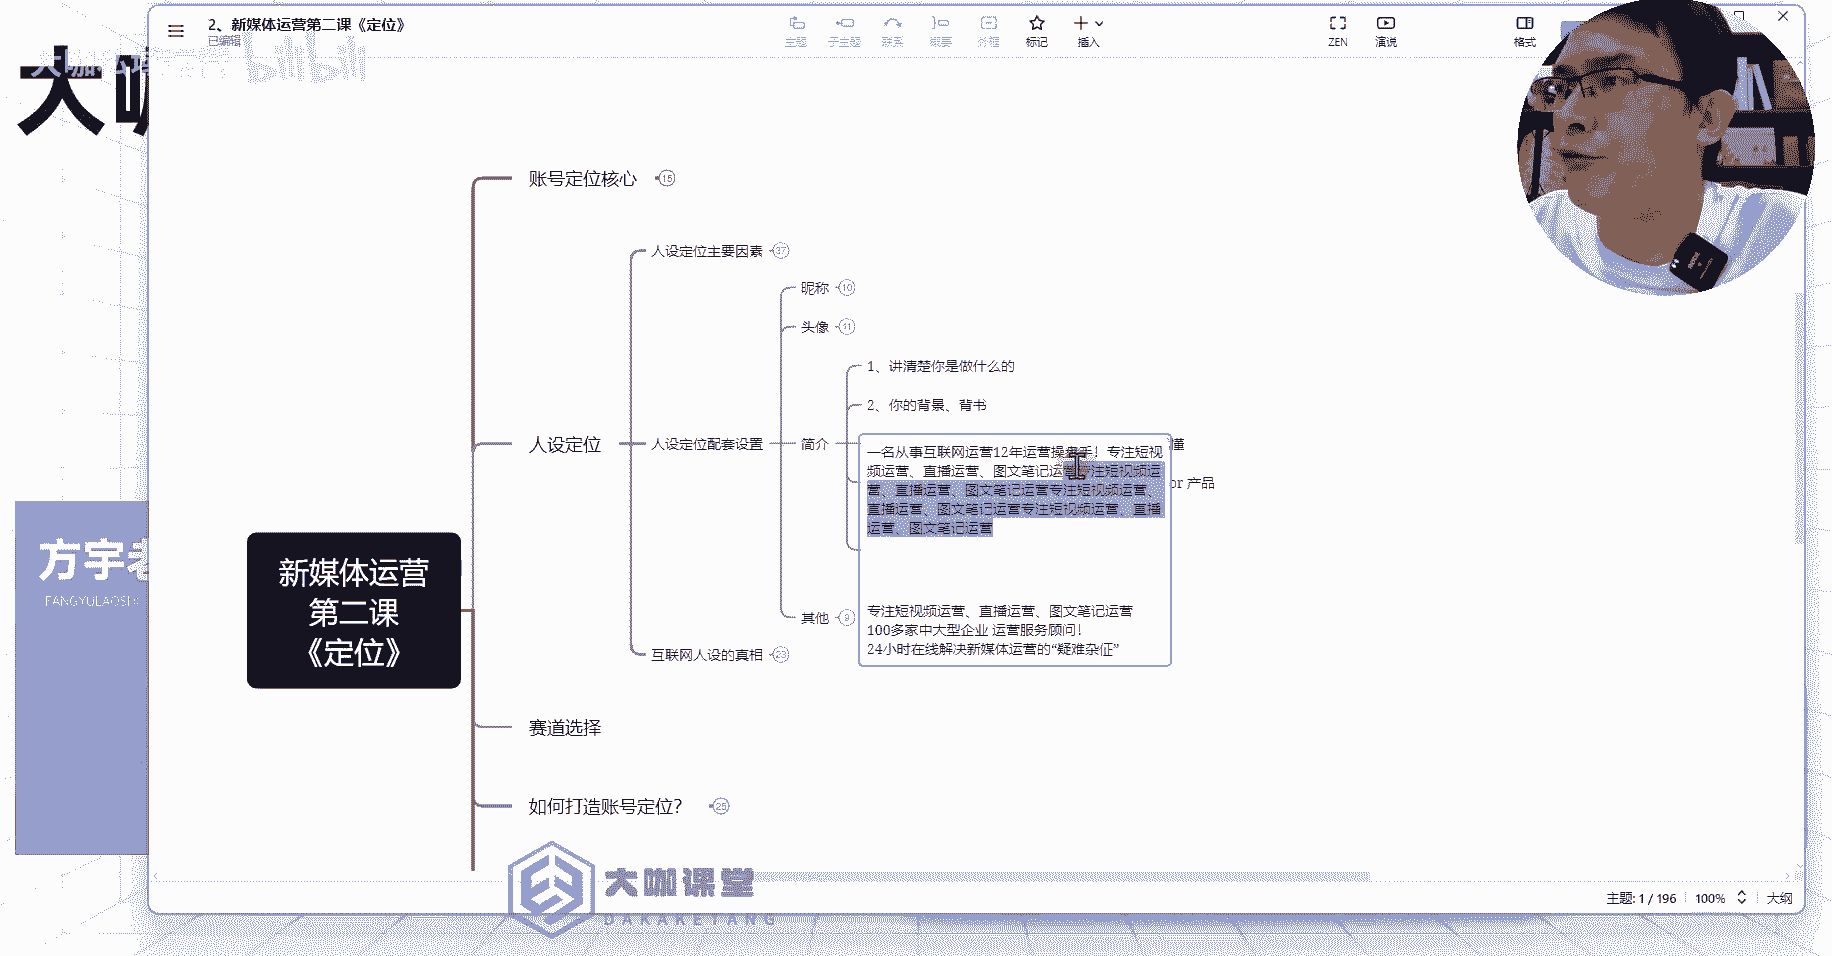 2、新媒体运营第二课《定位》
已编辑
主题
子主题
联系
概要
外框
标记
插入
ZEN
演说
格式
大咖
bilibili
账号定位核心
15
人设定位主要因素
37
昵称
10
头像
11
1、讲清楚你是做什么的
2、你的背景、背书
人设定位
人设定位配套设置
简介
一名从事互联网运营12年运营操盘手！专注短视
频运营、直播运营、图文笔记运营专注短视频运
营、直播运营、图文笔记运营专注短视频运营、
直播运营、图文笔记运营专注短视频运营、直播
运营、图文笔记运营
懂
or 产品
专注短视频运营、直播运营、图文笔记运营
100多家中大型企业 运营服务顾问！
24小时在线解决新媒体运营的“疑难杂症”
其他
9
互联网人设的真相
23
新媒体运营
第二课
《定位》
方宇老
FANGYULAOSHI
赛道选择
如何打造账号定位？
25
大咖课堂
DAKAKETANG
主题: 1 / 196
100%
大纲